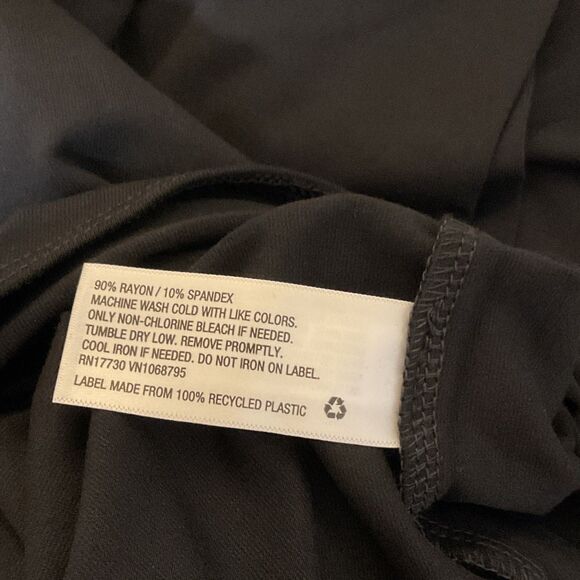 90% RAYON / 10% SPANDEX
MACHINE WASH COLD WITH LIKE COLORS.
ONLY NON-CHLORINE BLEACH IF NEEDED.
TUMBLE DRY LOW. REMOVE PROMPTLY.
COOL IRON IF NEEDED. DO NOT IRON ON LABEL.
RN17730 VN1068795
LABEL MADE FROM 100% RECYCLED PLASTIC